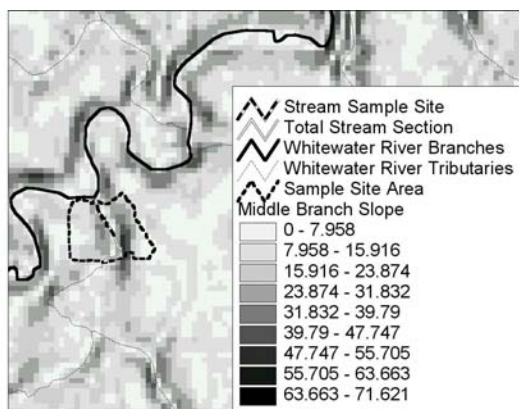 Stream Sample Site
Total Stream Section
Whitewater River Branches
Whitewater River Tributaries
Sample Site Area
Middle Branch Slope
0 - 7.958
7.958 - 15.916
15.916 - 23.874
23.874 - 31.832
31.832 - 39.79
39.79 - 47.747
47.747 - 55.705
55.705 - 63.663
63.663 - 71.621